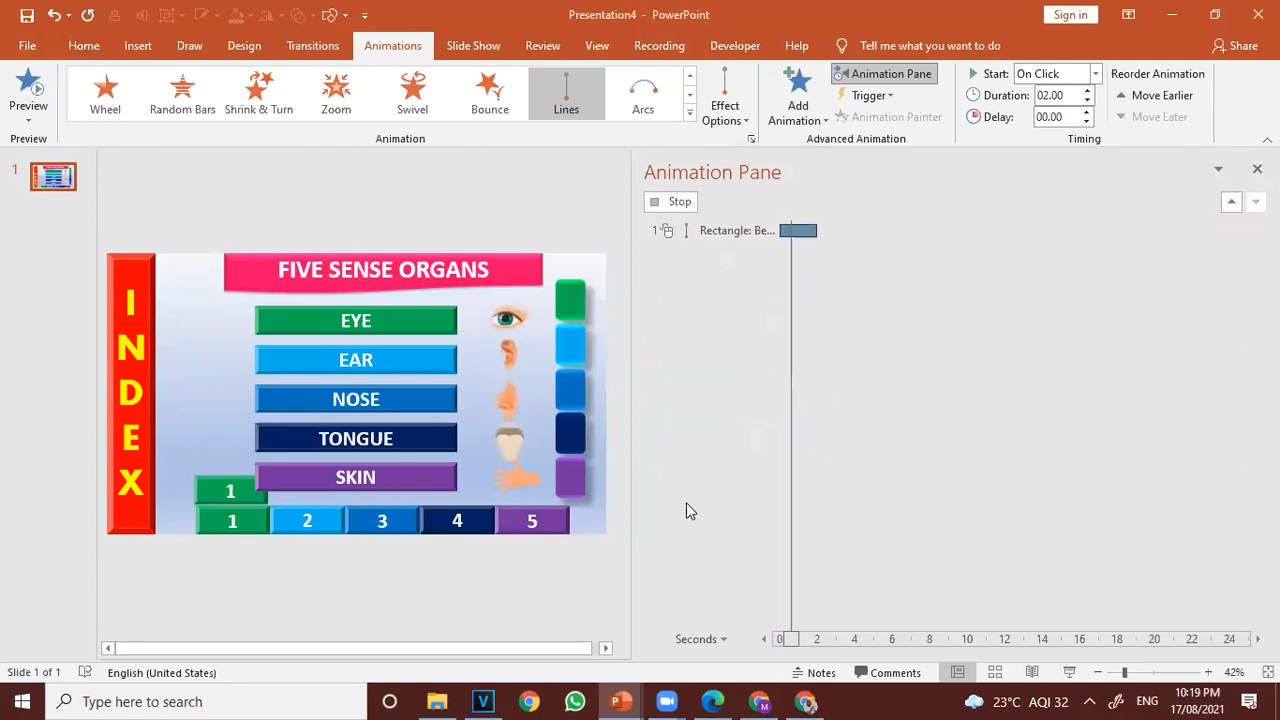 Presentation4 - PowerPoint
Sign in
File Home Insert Draw Design Transitions Animations Slide Show Review View Recording Developer Help Tell me what you want to do Share
Preview
Preview
Wheel Random Bars Shrink & Turn Zoom Swivel Bounce Lines Arcs
Animation
Effect
Options
Add
Animation
Animation Pane
Trigger
Animation Painter
Advanced Animation
Start: On Click
Duration: 02.00
Delay: 00.00
Reorder Animation
Move Earlier
Move Later
Timing
1
INDEX
FIVE SENSE ORGANS
EYE
EAR
NOSE
TONGUE
SKIN
1
1 2 3 4 5
Animation Pane
Stop
1 Rectangle: Be...
Seconds 0 2 4 6 8 10 12 14 16 18 20 22 24
Slide 1 of 1 English (United States) Notes Comments 42%
Type here to search
V
M
23°C AQI 32
ENG
10:19 PM
17/08/2021